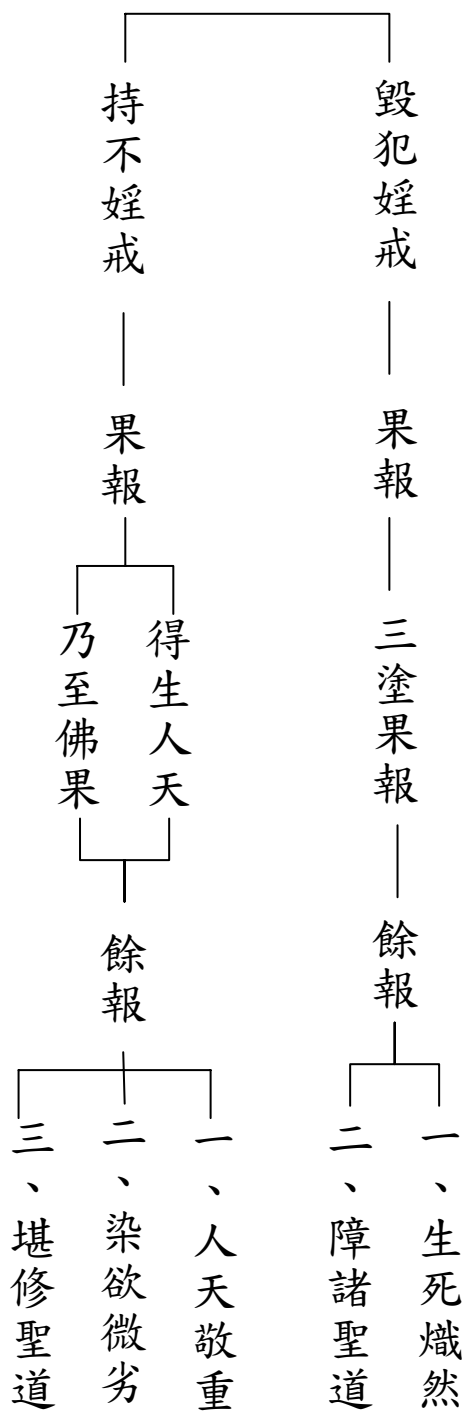 毀犯婬戒
果報
三塗果報
餘報
一、生死熾然
二、障諸聖道
持不婬戒
果報
得生人天
乃至佛果
餘報
一、人天敬重
二、染欲微劣
三、堪修聖道